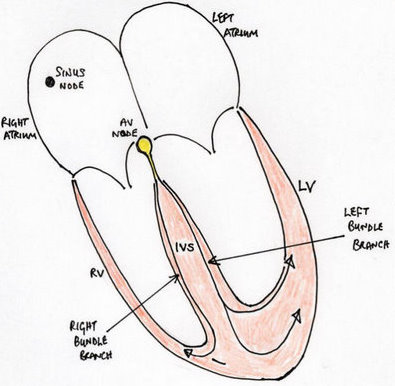 LEFT
ATRIUM
SINUS
NODE
RIGHT
ATRIUM
AV
NODE
LV
LEFT
BUNDLE
BRANCH
IVS
RV
RIGHT
BUNDLE
BRANCH